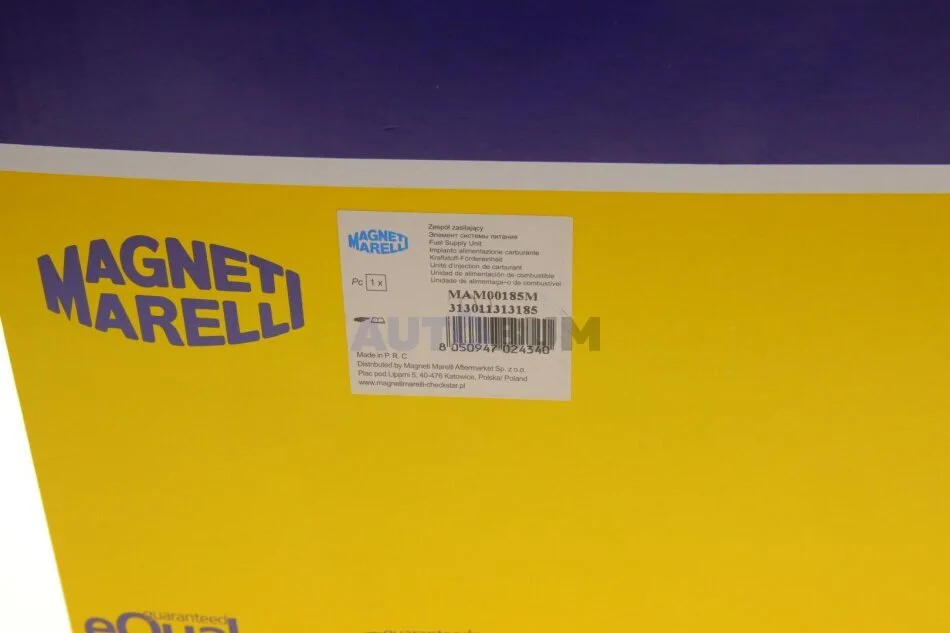 MAGNETI
MARELLI
MAGNETI
MARELLI
Zespół zasilający
Элемент системы питания
Fuel Supply Unit
Impianto alimentazione carburante
Kraftstoff-Fördereinheit
Unité d'injection de carburant
Unidad de alimentación de combustible
Unidade de alimentação de combustível
Pc 1 x
MAM00185M
313011313185
8 050947 024340
Made in P. R. C
Distributed by Magneti Marelli Aftermarket Sp. z o.o.
Plac pod Lipami 5, 40-476 Katowice, Polska/ Poland
www.magnetimarelli-checkstar.pl
guaranteed
eQual